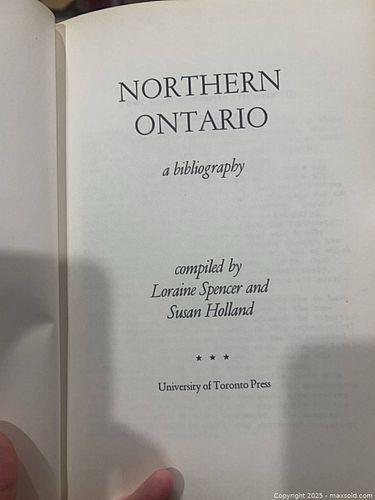 NORTHERN
ONTARIO
a bibliography
compiled by
Loraine Spencer and
Susan Holland
* * *
University of Toronto Press
Copyright 2025 - maxsold.com